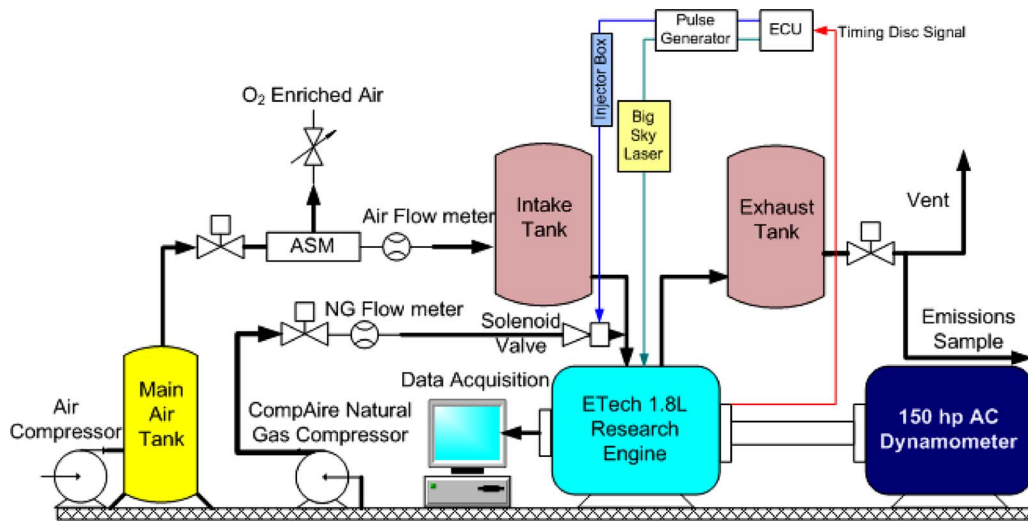 Pulse
Generator
ECU
Timing Disc Signal
Injector Box
O₂ Enriched Air
Big
Sky
Laser
Intake
Tank
Exhaust
Tank
Vent
Air Flow meter
ASM
NG Flow meter
Solenoid
Valve
Emissions
Sample
Main
Air
Tank
Data Acquisition
Air
Compressor
CompAire Natural
Gas Compressor
ETech 1.8L
Research
Engine
150 hp AC
Dynamometer